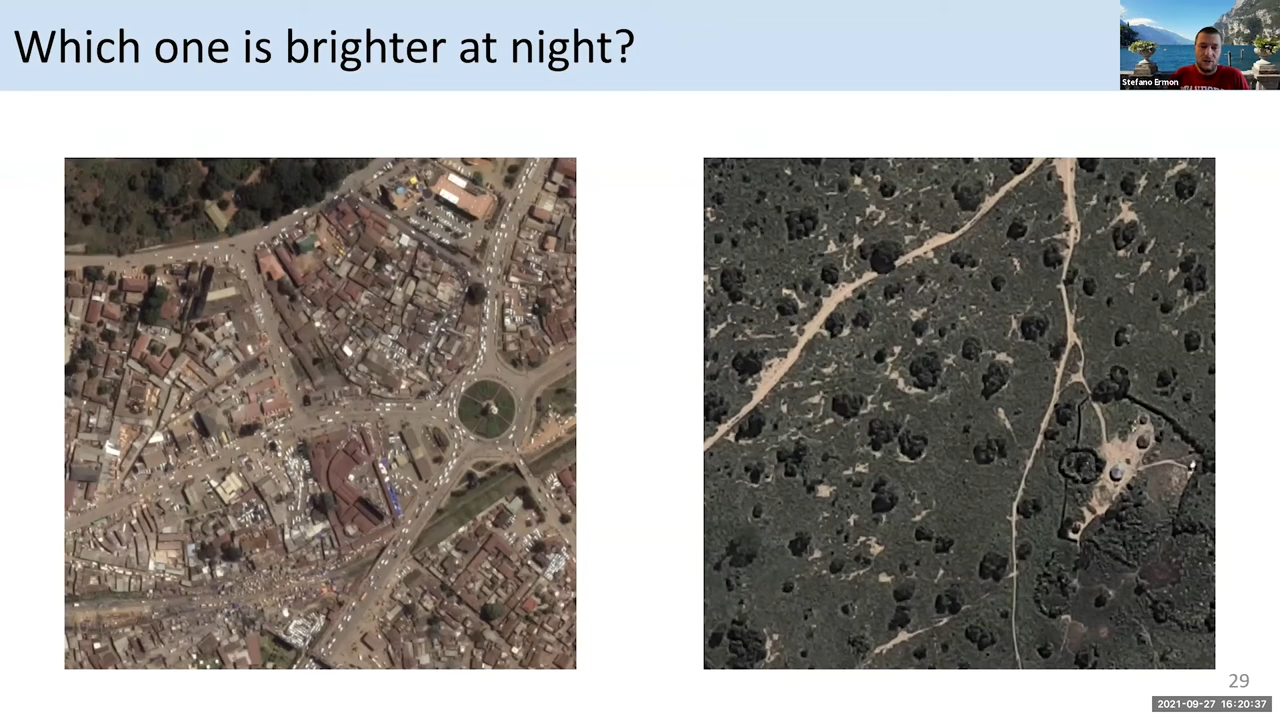 Which one is brighter at night?
Stefano Ermon
29
2021-09-27 16:20:37